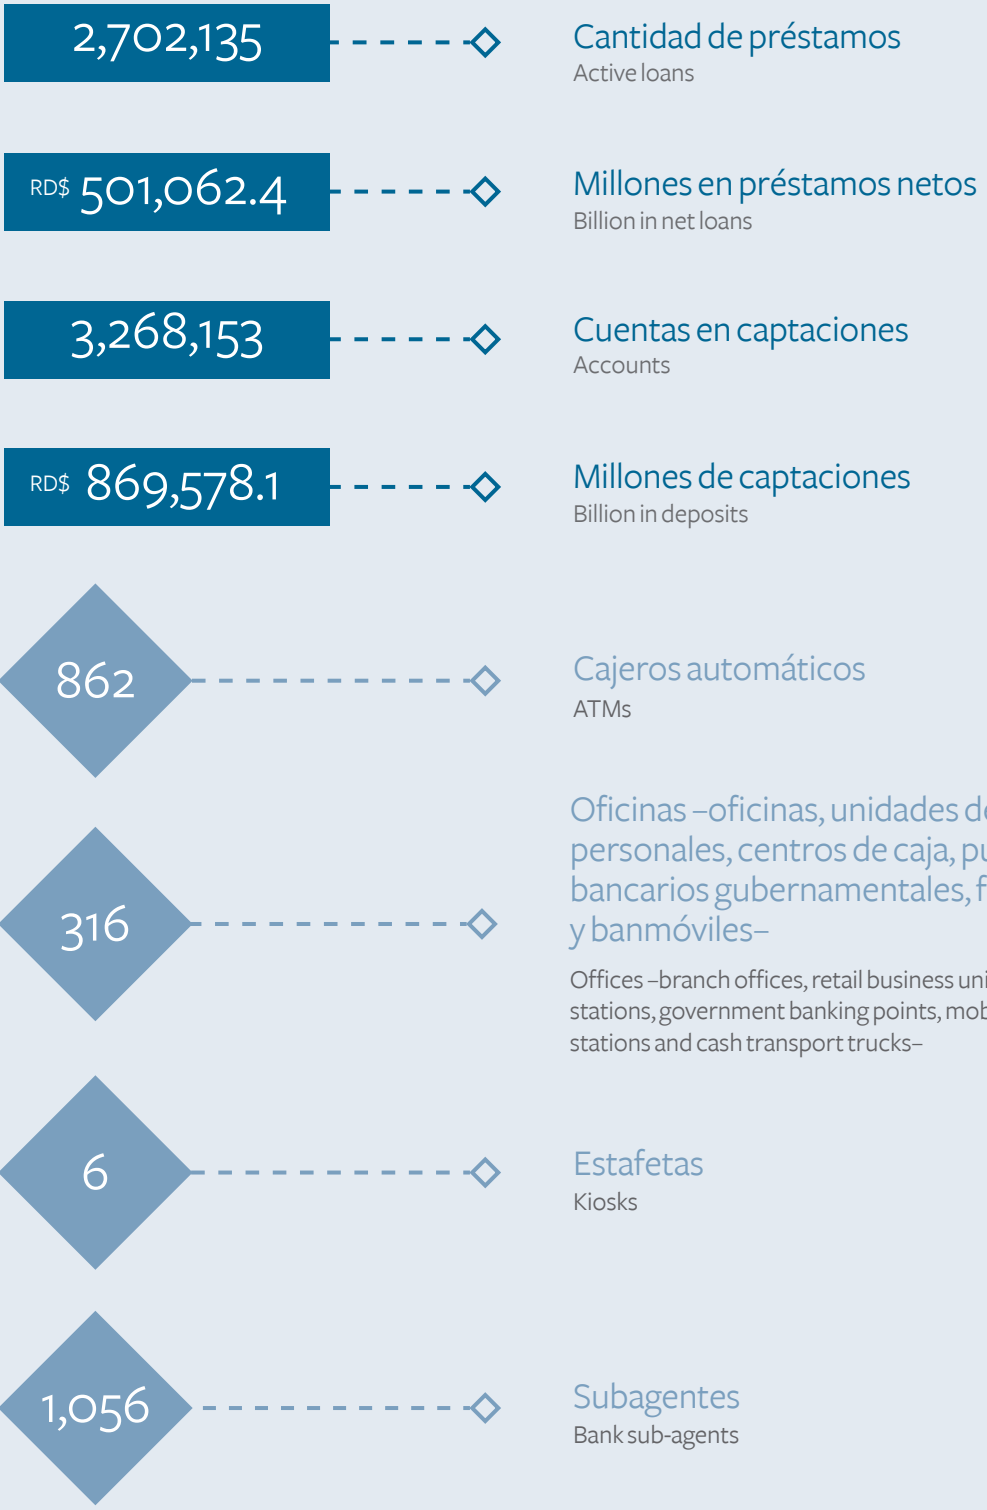 2,702,135
Cantidad de préstamos
Active loans
RD$ 501,062.4
Millones en préstamos netos
Billion in net loans
3,268,153
Cuentas en captaciones
Accounts
RD$ 869,578.1
Millones de captaciones
Billion in deposits
862
Cajeros automáticos
ATMs
316
Oficinas –oficinas, unidades
personales, centros de caja,
bancarios gubernamentales,
y banmóviles–
Offices –branch offices, retail business
stations, government banking points,
stations and cash transport trucks–
6
Estafetas
Kiosks
1,056
Subagentes
Bank sub-agents